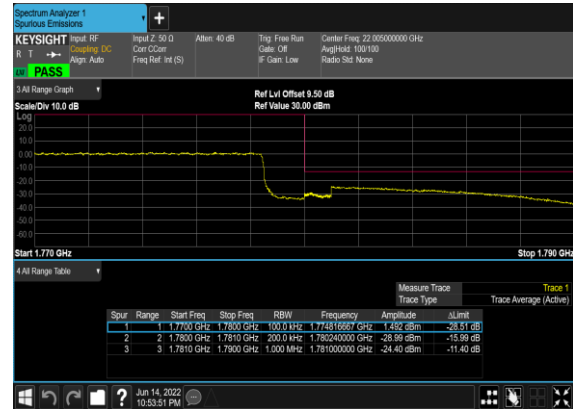 Spectrum Analyzer 1
Spurious Emissions
KEYSIGHT Input: RF Input Z: 50 Ω Atten: 40 dB Trig: Free Run Center Freq: 22.005000000 GHz
R T Coupling: DC Corr CCorr Gate: Off Avg|Hold: 100/100
Align: Auto Freq Ref: Int (S) IF Gain: Low Radio Std: None
LXI PASS
3 All Range Graph
Ref Lvl Offset 9.50 dB
Scale/Div 10.0 dB Ref Value 30.00 dBm
Log
20.0
10.0
0.00
-10.0
-20.0
-30.0
-40.0
-50.0
-60.0
Start 1.770 GHz Stop 1.790 GHz
4 All Range Table
Measure Trace Trace 1
Trace Type Trace Average (Active)
Spur Range Start Freq Stop Freq RBW Frequency Amplitude ΔLimit
1 1 1.7700 GHz 1.7800 GHz 100.0 kHz 1.774816667 GHz 1.492 dBm -28.51 dB
2 2 1.7800 GHz 1.7810 GHz 200.0 kHz 1.780240000 GHz -28.99 dBm -15.99 dB
3 3 1.7810 GHz 1.7900 GHz 1.000 MHz 1.781000000 GHz -24.40 dBm -11.40 dB
? Jun 14, 2022
10:53:51 PM